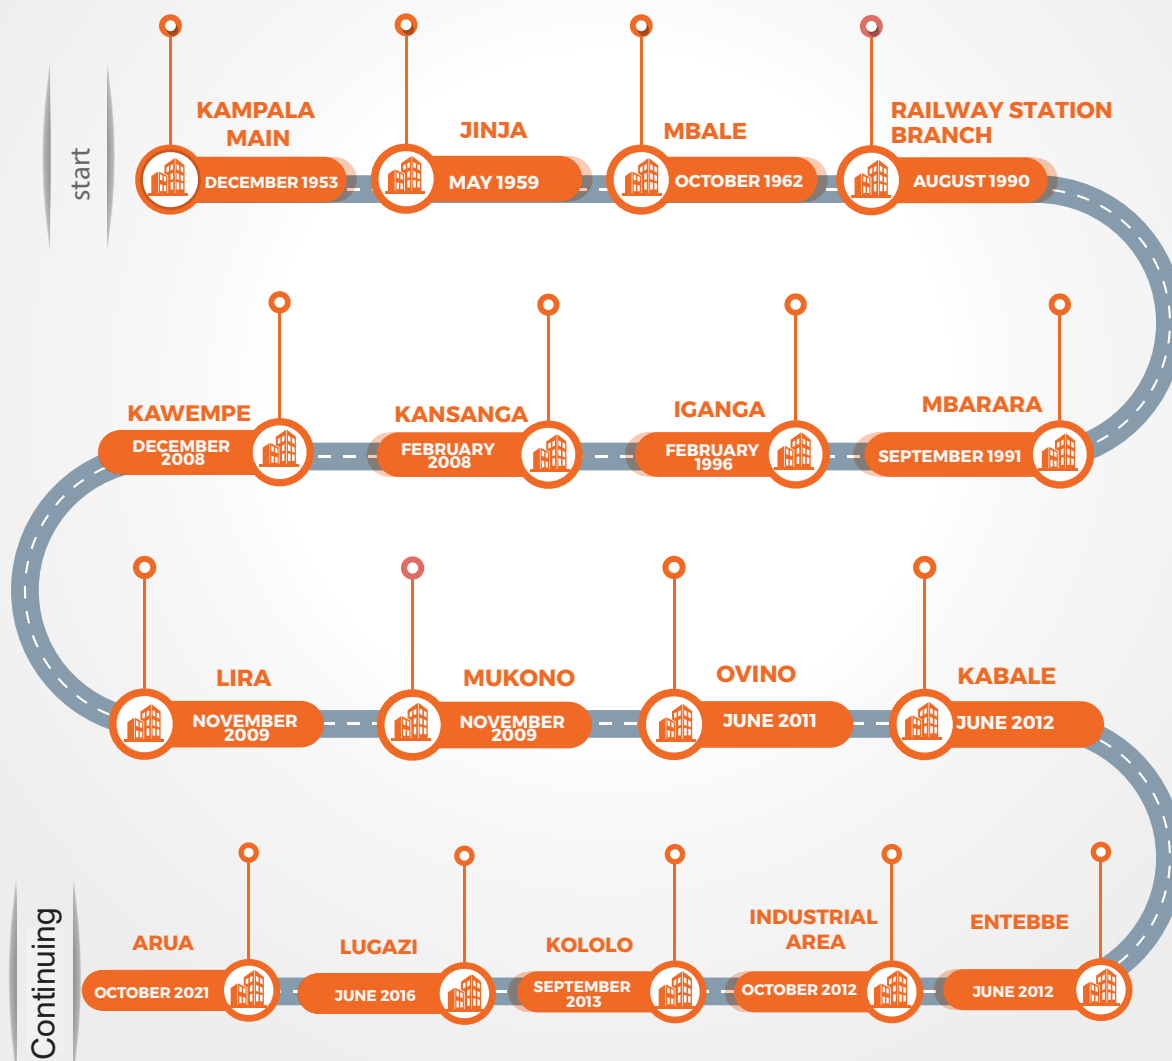 start
KAMPALA
MAIN
DECEMBER 1953
JINJA
MAY 1959
MBALE
OCTOBER 1962
RAILWAY STATION
BRANCH
AUGUST 1990
MBARARA
SEPTEMBER 1991
IGANGA
FEBRUARY
1996
KANSANGA
FEBRUARY
2008
KAWEMPE
DECEMBER
2008
LIRA
NOVEMBER
2009
MUKONO
NOVEMBER
2009
OVINO
JUNE 2011
KABALE
JUNE 2012
ENTEBBE
JUNE 2012
INDUSTRIAL
AREA
OCTOBER 2012
KOLOLO
SEPTEMBER
2013
LUGAZI
JUNE 2016
ARUA
OCTOBER 2021
Continuing